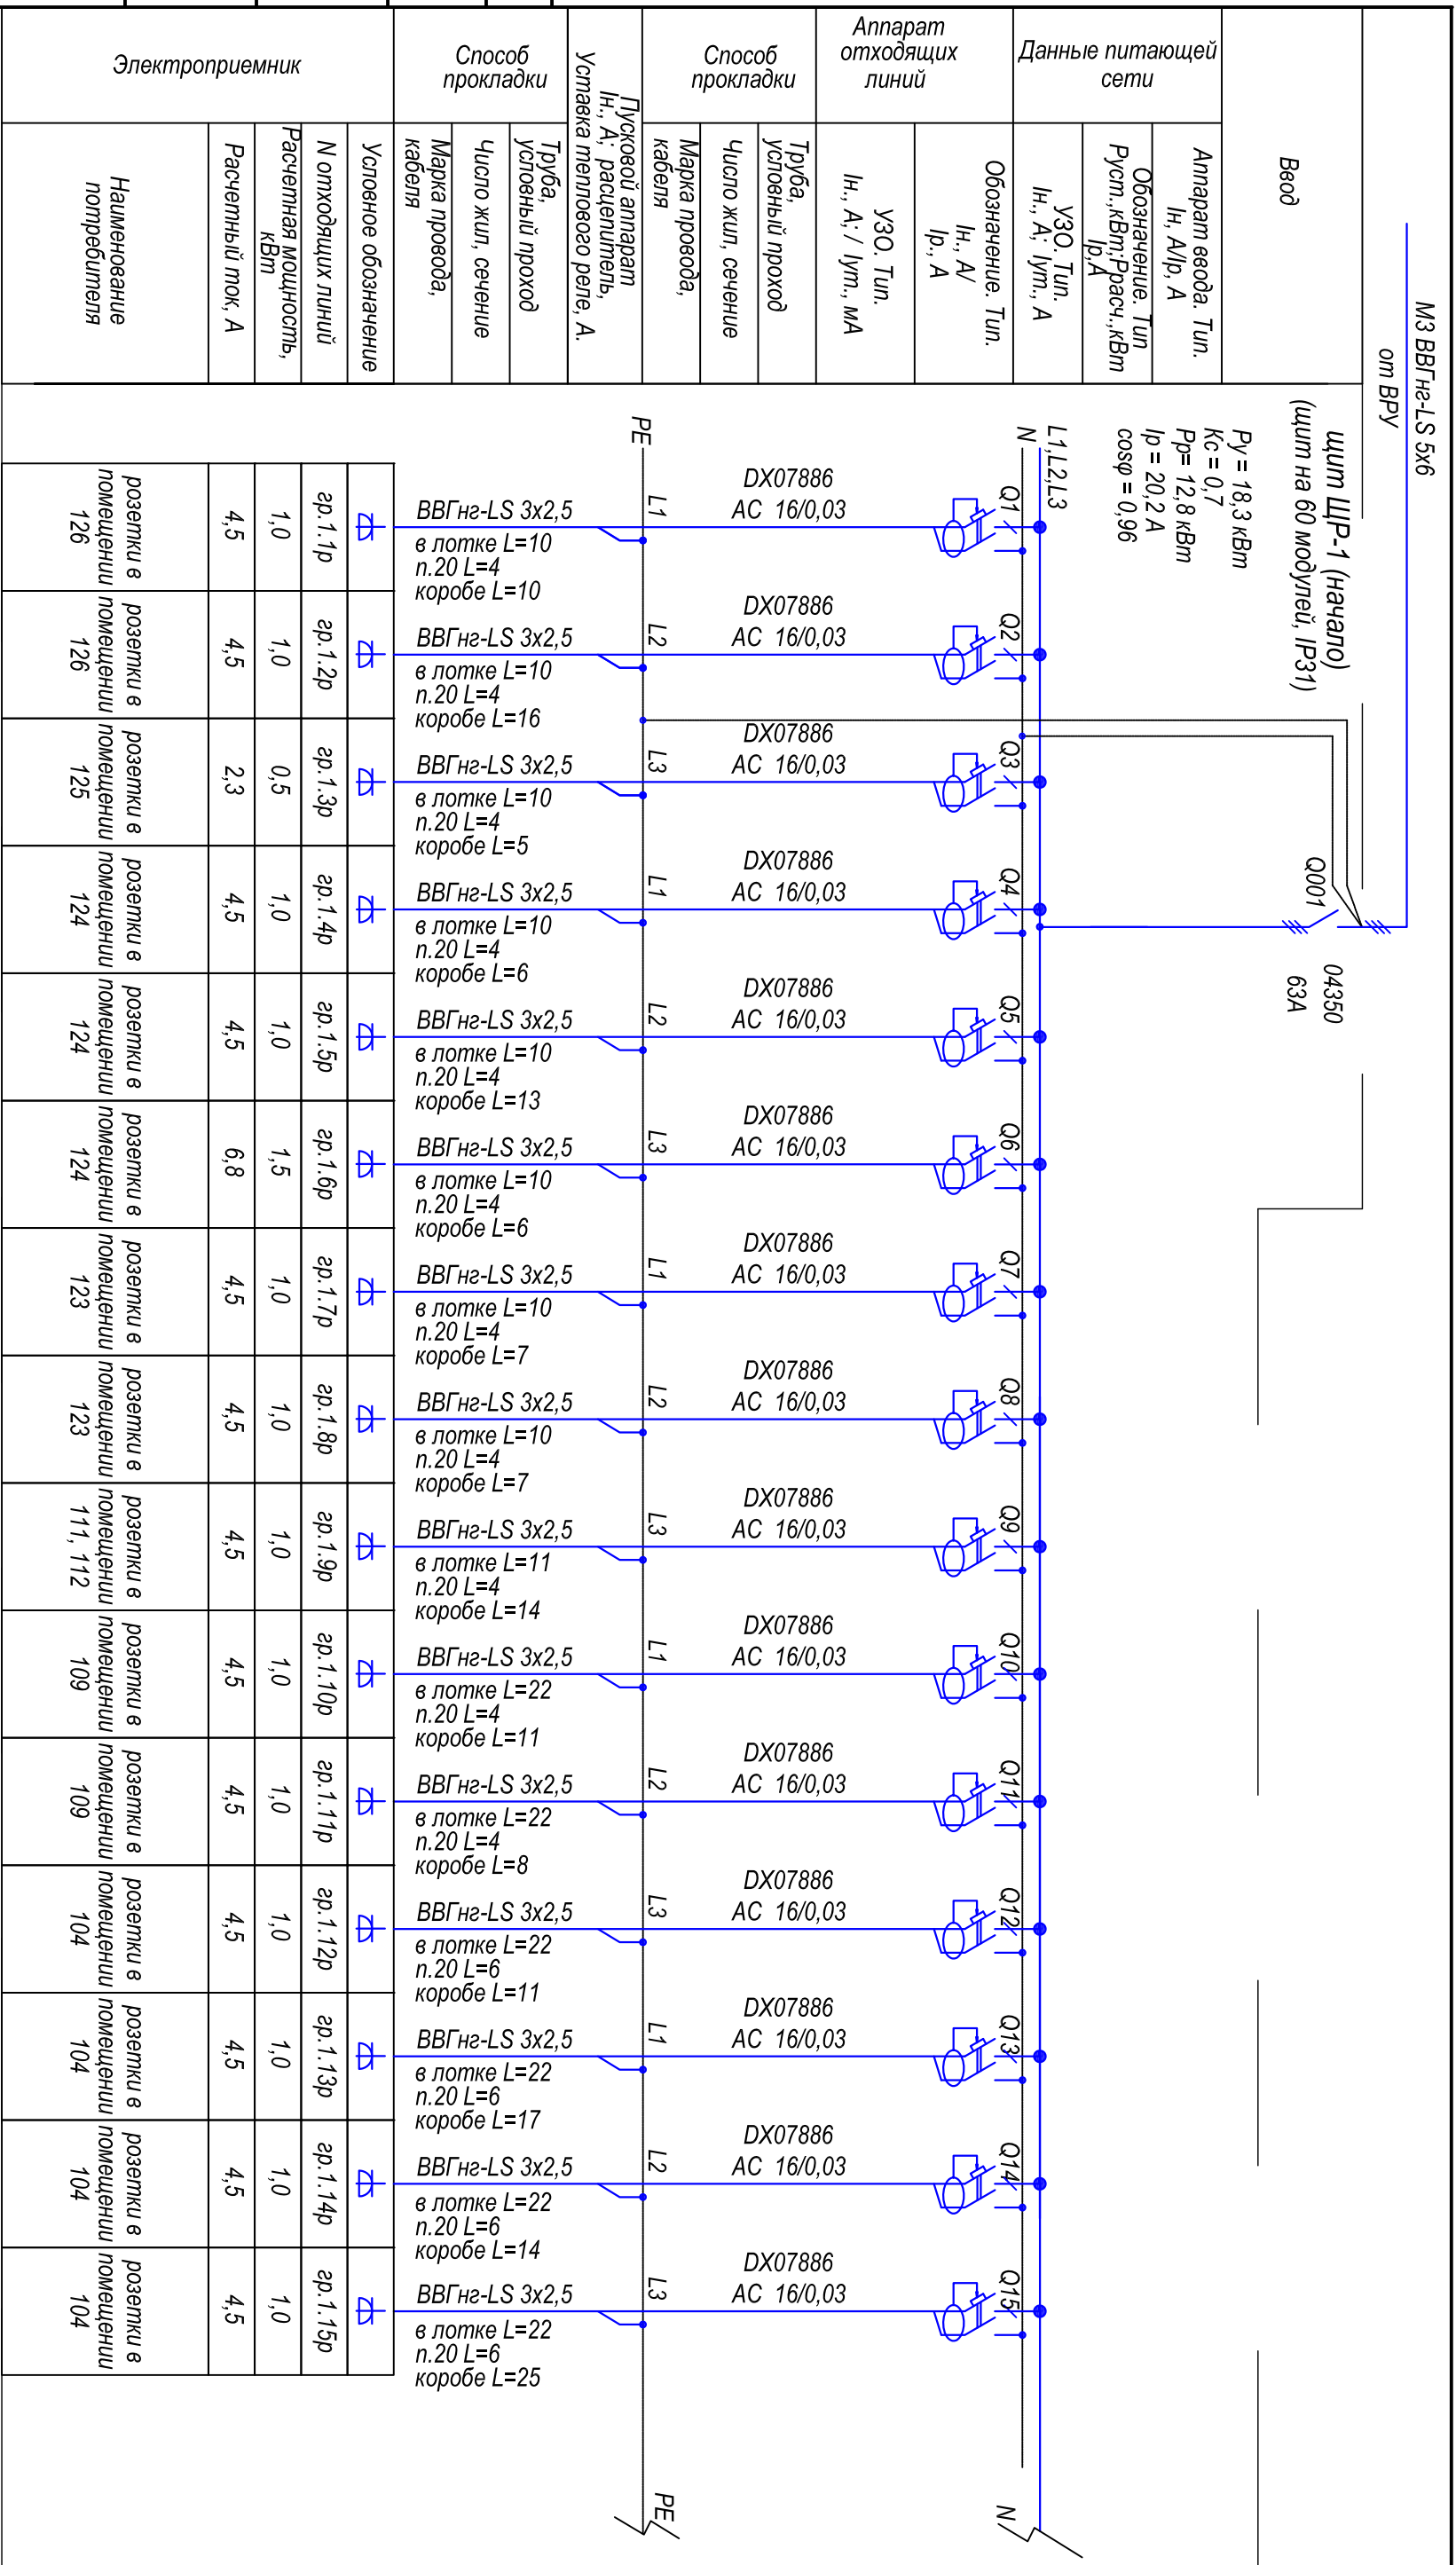 М3 ВВГнг-LS 5х6
от ВРУ
щит ЩР-1 (начало)
(щит на 60 модулей, IP31)
Q001
04350
63А
Ру = 18,3 кВт
Кс = 0,7
Рр= 12,8 кВт
Iр = 20,2 А
cosφ = 0,96
L1,L2,L3
N
PE
Ввод
Данные питающей
сети
Аппарат ввода. Тип.
Iн, А/Iр, А
Обозначение. Тип
Руст.,кВт;Ррасч.,кВт
Iр,А
УЗО. Тип.
Iн., А; Iут., А
Аппарат
отходящих
линий
Обозначение. Тип.
Iн., А/
Iр., А
УЗО. Тип.
Iн., А; / Iут., мА
Способ
прокладки
Труба,
условный проход
Число жил, сечение
Марка провода,
кабеля
Пусковой аппарат
Iн., А; расцепитель,
Уставка теплового реле, А.
Способ
прокладки
Труба,
условный проход
Число жил, сечение
Марка провода,
кабеля
Электроприемник
Условное обозначение
N отходящих линий
Расчетная мощность,
кВт
Расчетный ток, А
Наименование
потребителя
Q1
DX07886
АС 16/0,03
L1
ВВГнг-LS 3х2,5
в лотке L=10
п.20 L=4
коробе L=10
гр.1.1р
1,0
4,5
розетки в
помещении
126
Q2
DX07886
АС 16/0,03
L2
ВВГнг-LS 3х2,5
в лотке L=10
п.20 L=4
коробе L=16
гр.1.2р
1,0
4,5
розетки в
помещении
126
Q3
DX07886
АС 16/0,03
L3
ВВГнг-LS 3х2,5
в лотке L=10
п.20 L=4
коробе L=5
гр.1.3р
0,5
2,3
розетки в
помещении
125
Q4
DX07886
АС 16/0,03
L1
ВВГнг-LS 3х2,5
в лотке L=10
п.20 L=4
коробе L=6
гр.1.4р
1,0
4,5
розетки в
помещении
124
Q5
DX07886
АС 16/0,03
L2
ВВГнг-LS 3х2,5
в лотке L=10
п.20 L=4
коробе L=13
гр.1.5р
1,0
4,5
розетки в
помещении
124
Q6
DX07886
АС 16/0,03
L3
ВВГнг-LS 3х2,5
в лотке L=10
п.20 L=4
коробе L=6
гр.1.6р
1,5
6,8
розетки в
помещении
124
Q7
DX07886
АС 16/0,03
L1
ВВГнг-LS 3х2,5
в лотке L=10
п.20 L=4
коробе L=7
гр.1.7р
1,0
4,5
розетки в
помещении
123
Q8
DX07886
АС 16/0,03
L2
ВВГнг-LS 3х2,5
в лотке L=10
п.20 L=4
коробе L=7
гр.1.8р
1,0
4,5
розетки в
помещении
123
Q9
DX07886
АС 16/0,03
L3
ВВГнг-LS 3х2,5
в лотке L=11
п.20 L=4
коробе L=14
гр.1.9р
1,0
4,5
розетки в
помещении
111, 112
Q10
DX07886
АС 16/0,03
L1
ВВГнг-LS 3х2,5
в лотке L=22
п.20 L=4
коробе L=11
гр.1.10р
1,0
4,5
розетки в
помещении
109
Q11
DX07886
АС 16/0,03
L2
ВВГнг-LS 3х2,5
в лотке L=22
п.20 L=4
коробе L=8
гр.1.11р
1,0
4,5
розетки в
помещении
109
Q12
DX07886
АС 16/0,03
L3
ВВГнг-LS 3х2,5
в лотке L=22
п.20 L=6
коробе L=11
гр.1.12р
1,0
4,5
розетки в
помещении
104
Q13
DX07886
АС 16/0,03
L1
ВВГнг-LS 3х2,5
в лотке L=22
п.20 L=6
коробе L=17
гр.1.13р
1,0
4,5
розетки в
помещении
104
Q14
DX07886
АС 16/0,03
L2
ВВГнг-LS 3х2,5
в лотке L=22
п.20 L=6
коробе L=14
гр.1.14р
1,0
4,5
розетки в
помещении
104
Q15
DX07886
АС 16/0,03
L3
ВВГнг-LS 3х2,5
в лотке L=22
п.20 L=6
коробе L=25
гр.1.15р
1,0
4,5
розетки в
помещении
104
N
PE